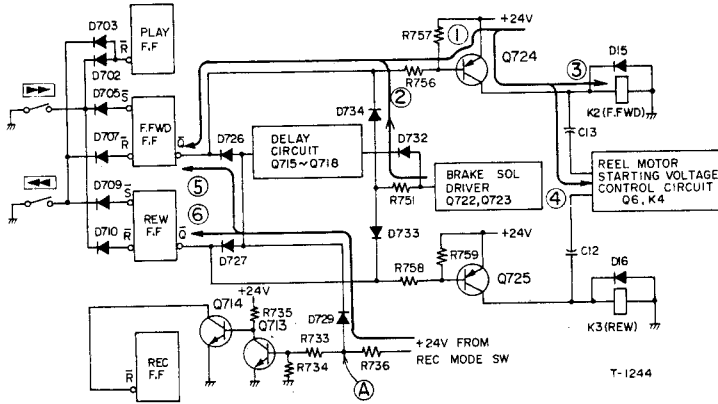 D703
PLAY
F.F
R̅
D702
▶▶
D705
S̅
F.FWD
F.F
D707
R̅
Q̅
D726
◀◀
D709
S̅
REW
F.F
D710
R̅
Q̅
D727
R757
①
+24V
Q724
R756
②
③
D15
K2 (F.FWD)
C13
D734
DELAY
CIRCUIT
Q715~Q718
D732
R751
BRAKE SOL
DRIVER
Q722, Q723
REEL MOTOR
STARTING VOLTAGE
CONTROL CIRCUIT
Q6, K4
④
⑤
⑥
D733
+24V
R759
R758
Q725
C12
D16
K3 (REW)
Q714
+24V
R735
Q713
D729
R733
R734
R736
+24V FROM
REC MODE SW
REC
F.F
R̅
Ⓐ
T-1244